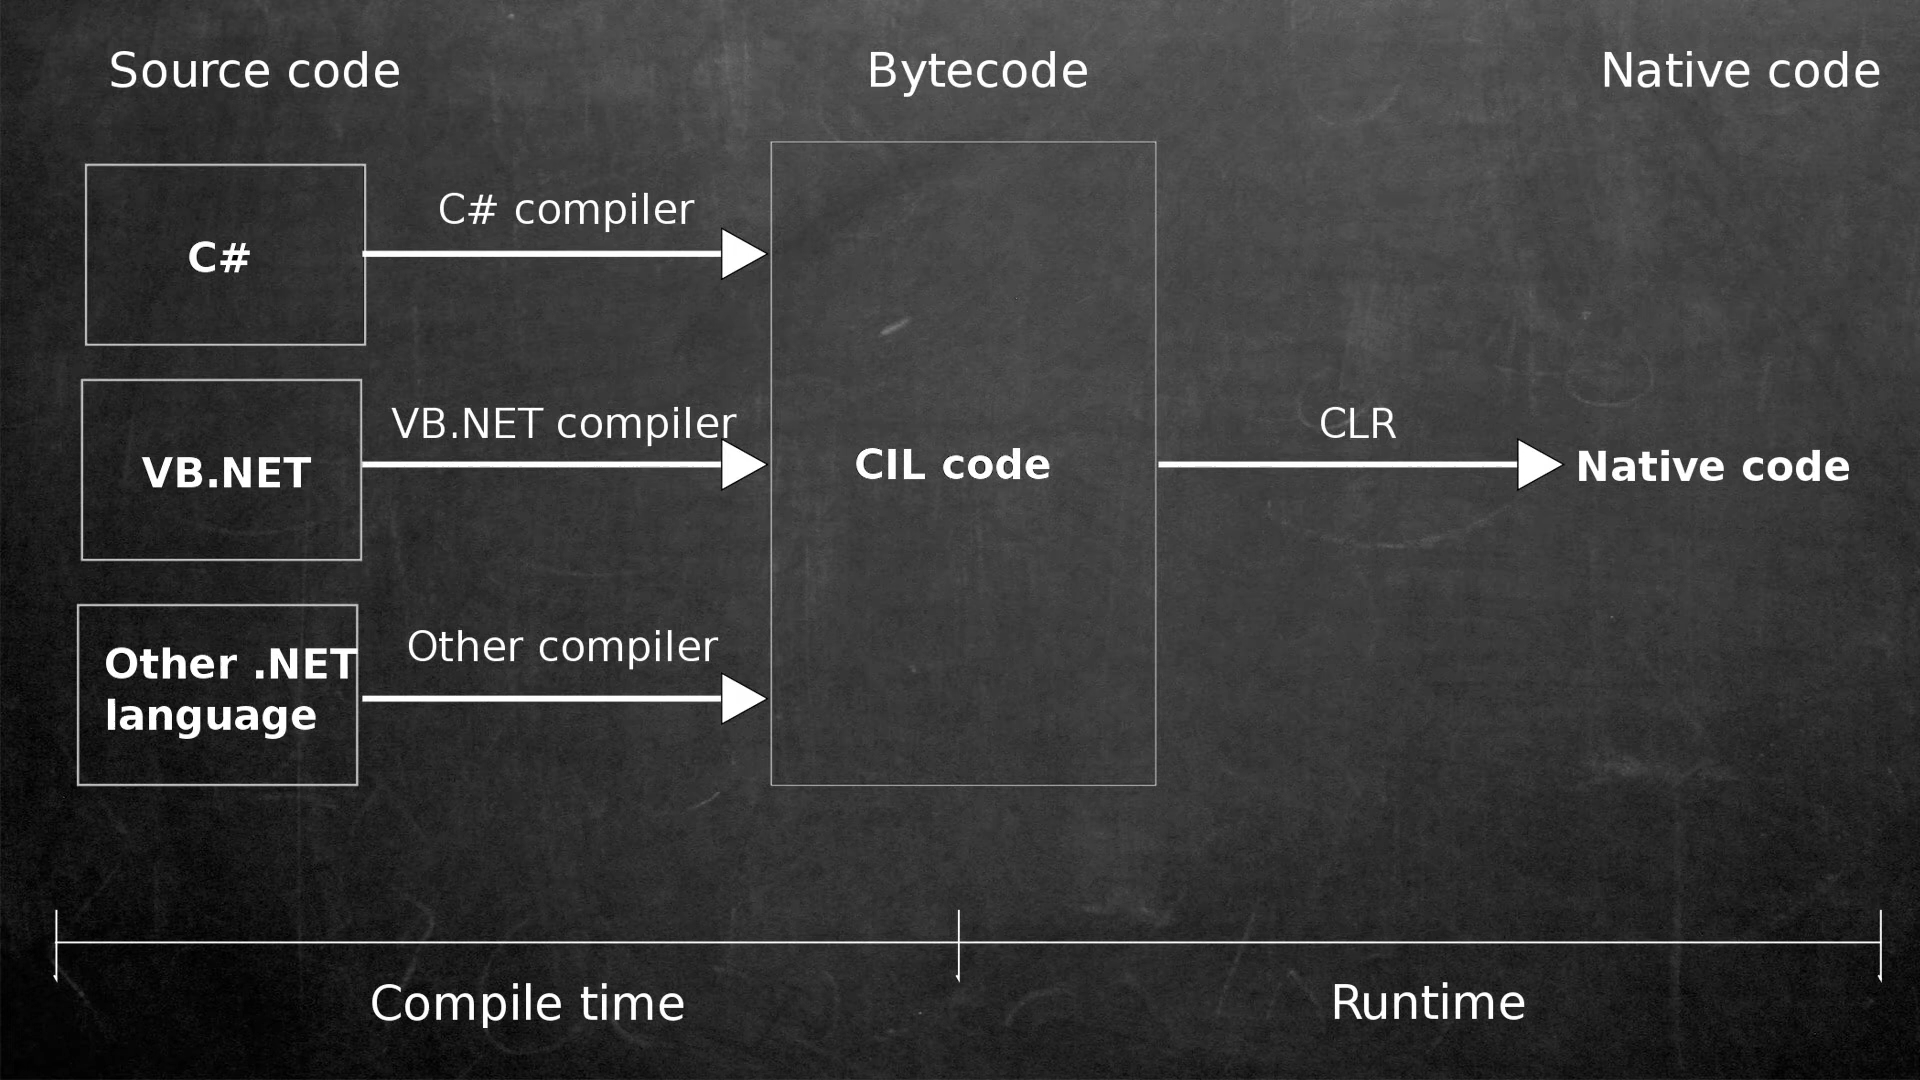 Source code
Bytecode
Native code
C#
C# compiler
VB.NET
VB.NET compiler
CIL code
CLR
Native code
Other .NET
language
Other compiler
Compile time
Runtime